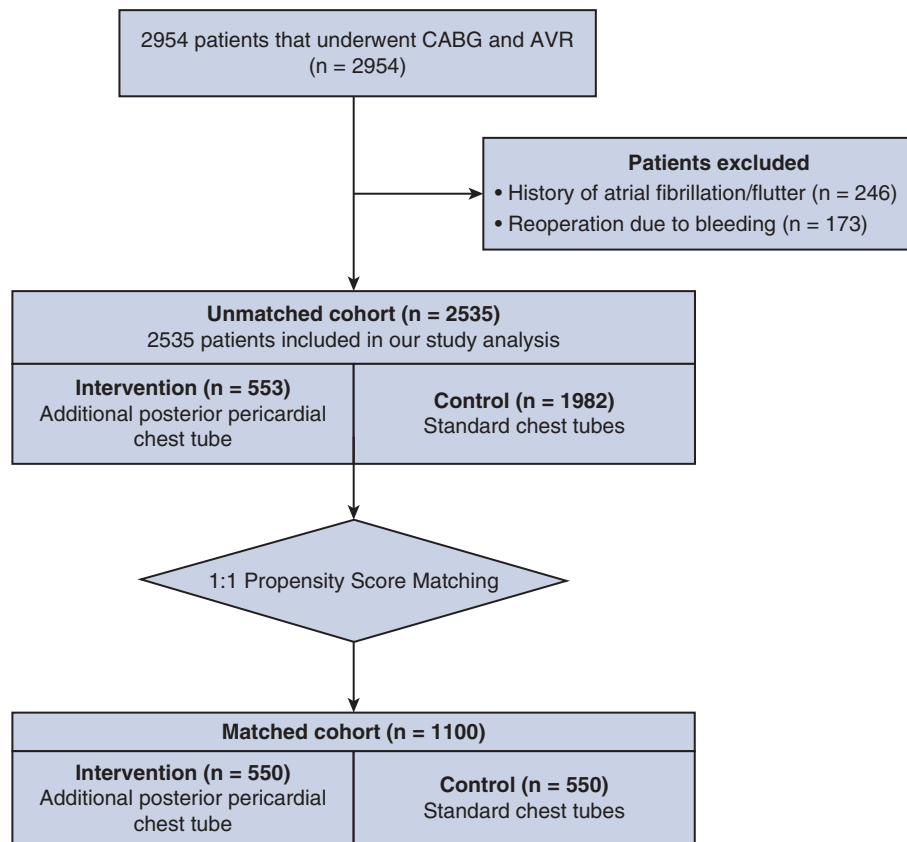 2954 patients that underwent CABG and AVR
(n = 2954)
Patients excluded
• History of atrial fibrillation/flutter (n = 246)
• Reoperation due to bleeding (n = 173)
Unmatched cohort (n = 2535)
2535 patients included in our study analysis
Intervention (n = 553)
Additional posterior pericardial
chest tube
Control (n = 1982)
Standard chest tubes
1:1 Propensity Score Matching
Matched cohort (n = 1100)
Intervention (n = 550)
Additional posterior pericardial
chest tube
Control (n = 550)
Standard chest tubes